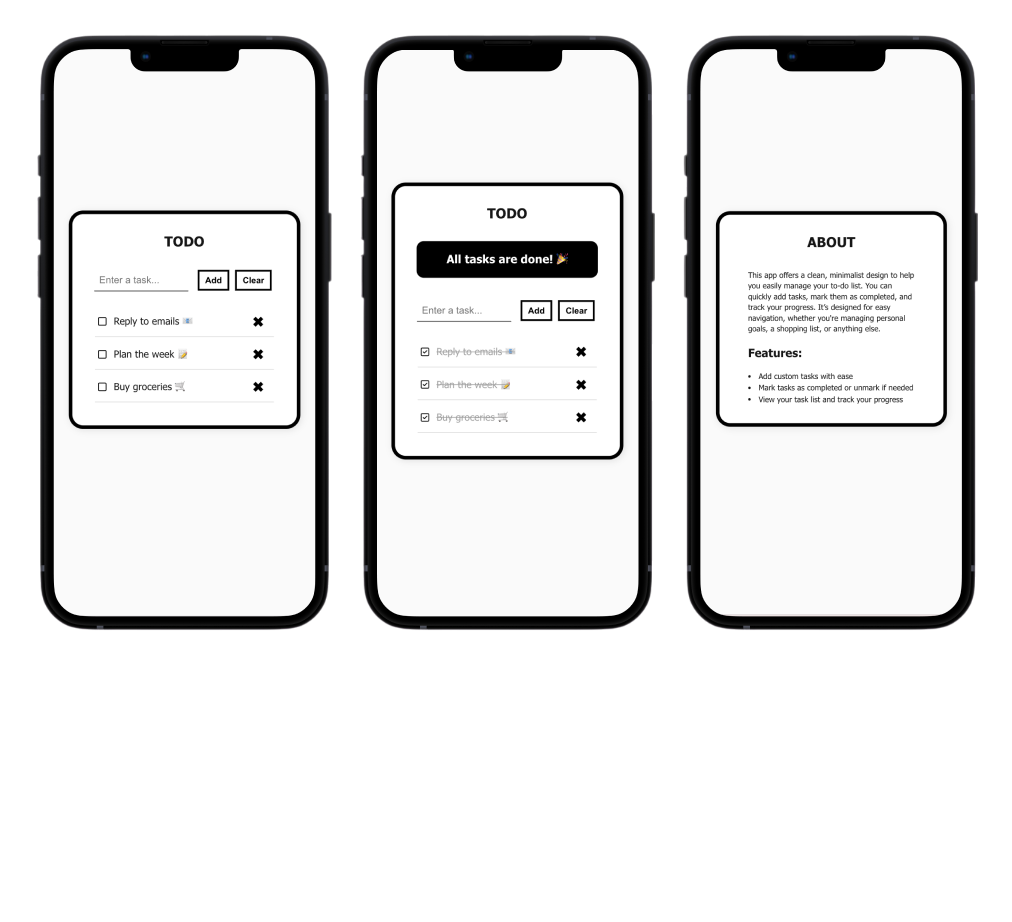 TODO
Enter a task... Add Clear
Reply to emails 📧 ✖
Plan the week 📝 ✖
Buy groceries 🛒 ✖
TODO
All tasks are done! 🎉
Enter a task... Add Clear
Reply to emails 📧 ✖
Plan the week 📝 ✖
Buy groceries 🛒 ✖
ABOUT
This app offers a clean, minimalist design to help
you easily manage your to-do list. You can
quickly add tasks, mark them as completed, and
track your progress. It's designed for easy
navigation, whether you're managing personal
goals, a shopping list, or anything else.
Features:
• Add custom tasks with ease
• Mark tasks as completed or unmark if needed
• View your task list and track your progress